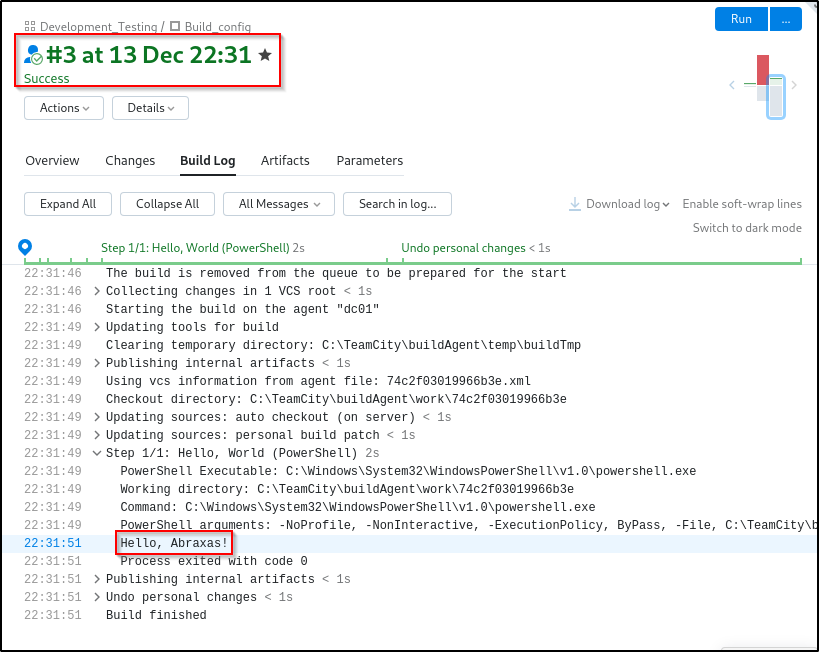 Development_Testing / Build_config
Run ...
#3 at 13 Dec 22:31
Success
Actions Details
Overview Changes Build Log Artifacts Parameters
Expand All Collapse All All Messages Search in log... Download log Enable soft-wrap lines
Switch to dark mode
Step 1/1: Hello, World (PowerShell) 2s Undo personal changes < 1s
22:31:46 The build is removed from the queue to be prepared for the start
22:31:46 Collecting changes in 1 VCS root < 1s
22:31:46 Starting the build on the agent "dc01"
22:31:49 Updating tools for build
22:31:49 Clearing temporary directory: C:\TeamCity\buildAgent\temp\buildTmp
22:31:49 Publishing internal artifacts < 1s
22:31:49 Using vcs information from agent file: 74c2f03019966b3e.xml
22:31:49 Checkout directory: C:\TeamCity\buildAgent\work\74c2f03019966b3e
22:31:49 Updating sources: auto checkout (on server) < 1s
22:31:49 Updating sources: personal build patch < 1s
22:31:49 Step 1/1: Hello, World (PowerShell) 2s
22:31:49 PowerShell Executable: C:\Windows\System32\WindowsPowerShell\v1.0\powershell.exe
22:31:49 Working directory: C:\TeamCity\buildAgent\work\74c2f03019966b3e
22:31:49 Command: C:\Windows\System32\WindowsPowerShell\v1.0\powershell.exe
22:31:49 PowerShell arguments: -NoProfile, -NonInteractive, -ExecutionPolicy, ByPass, -File, C:\TeamCity\b
22:31:51 Hello, Abraxas!
22:31:51 Process exited with code 0
22:31:51 Publishing internal artifacts < 1s
22:31:51 Undo personal changes < 1s
22:31:51 Build finished